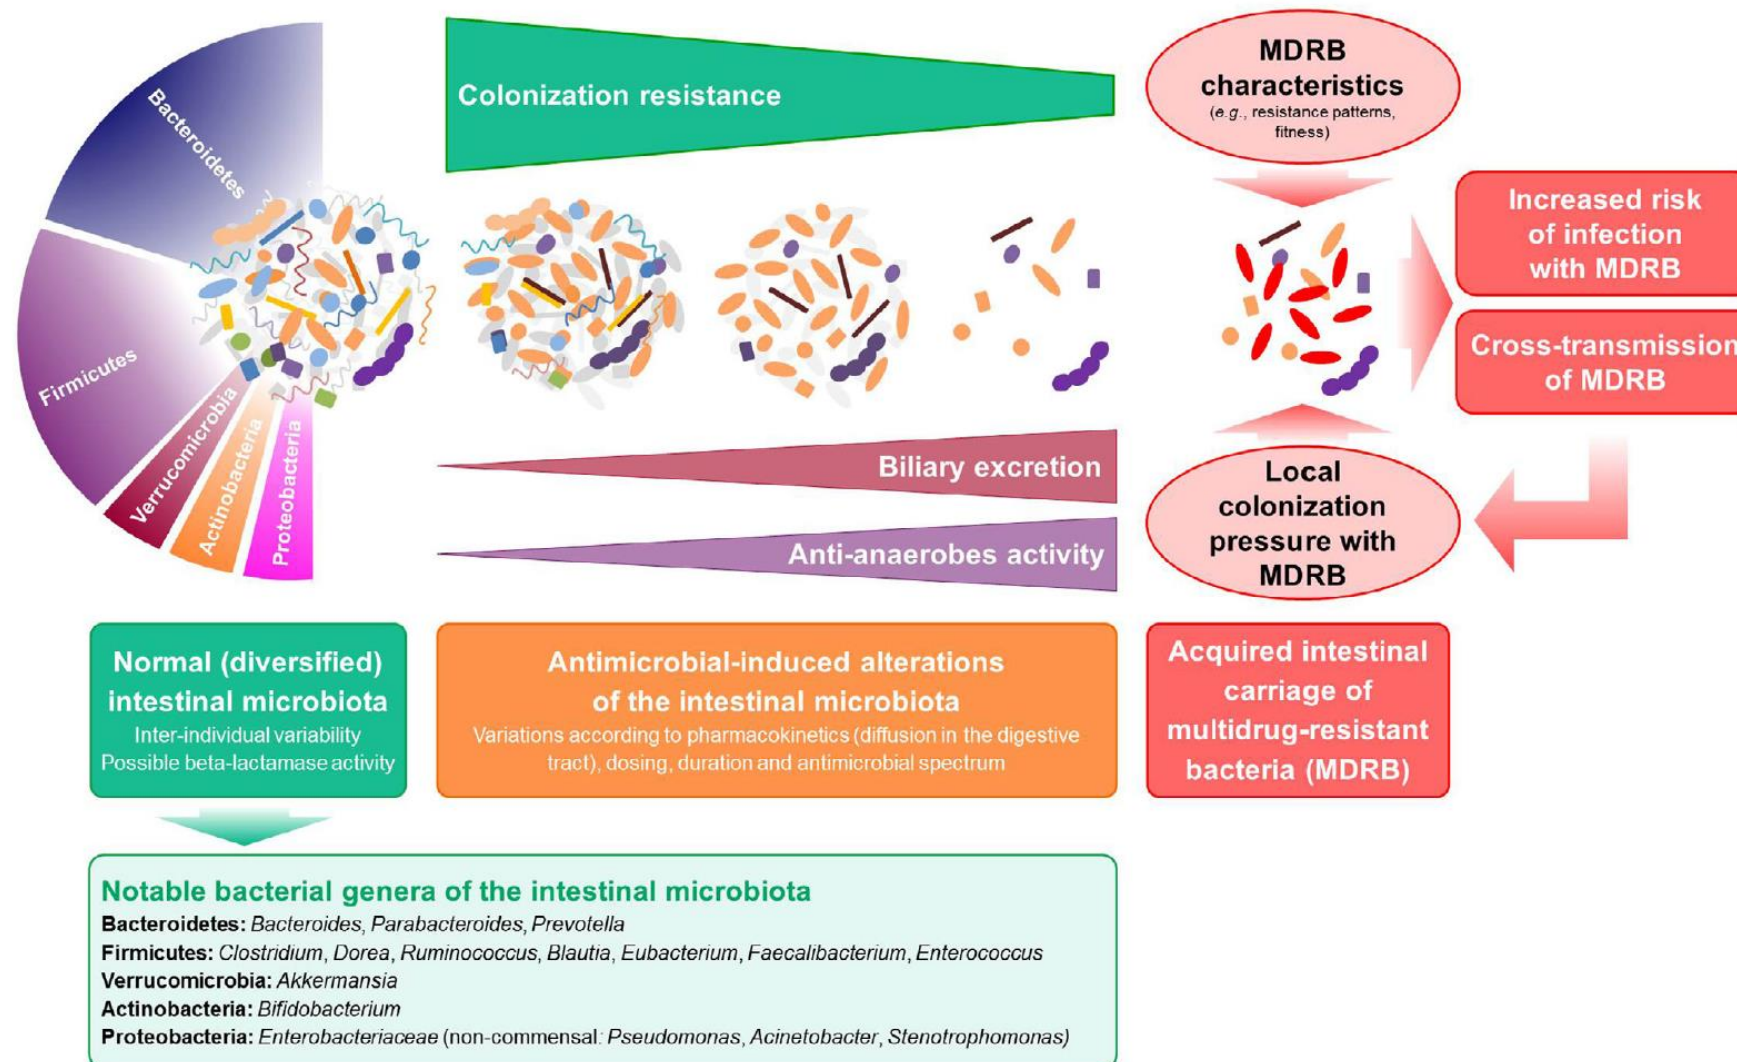 Bacteroidetes
Firmicutes
Verrucomicrobia
Actinobacteria
Proteobacteria
Colonization resistance
MDRB
characteristics
(e.g., resistance patterns,
fitness)
Increased risk
of infection
with MDRB
Cross-transmission
of MDRB
Biliary excretion
Anti-anaerobes activity
Local
colonization
pressure with
MDRB
Normal (diversified)
intestinal microbiota
Inter-individual variability
Possible beta-lactamase activity
Antimicrobial-induced alterations
of the intestinal microbiota
Variations according to pharmacokinetics (diffusion in the digestive
tract), dosing, duration and antimicrobial spectrum
Acquired intestinal
carriage of
multidrug-resistant
bacteria (MDRB)
Notable bacterial genera of the intestinal microbiota
Bacteroidetes: Bacteroides, Parabacteroides, Prevotella
Firmicutes: Clostridium, Dorea, Ruminococcus, Blautia, Eubacterium, Faecalibacterium, Enterococcus
Verrucomicrobia: Akkermansia
Actinobacteria: Bifidobacterium
Proteobacteria: Enterobacteriaceae (non-commensal: Pseudomonas, Acinetobacter, Stenotrophomonas)